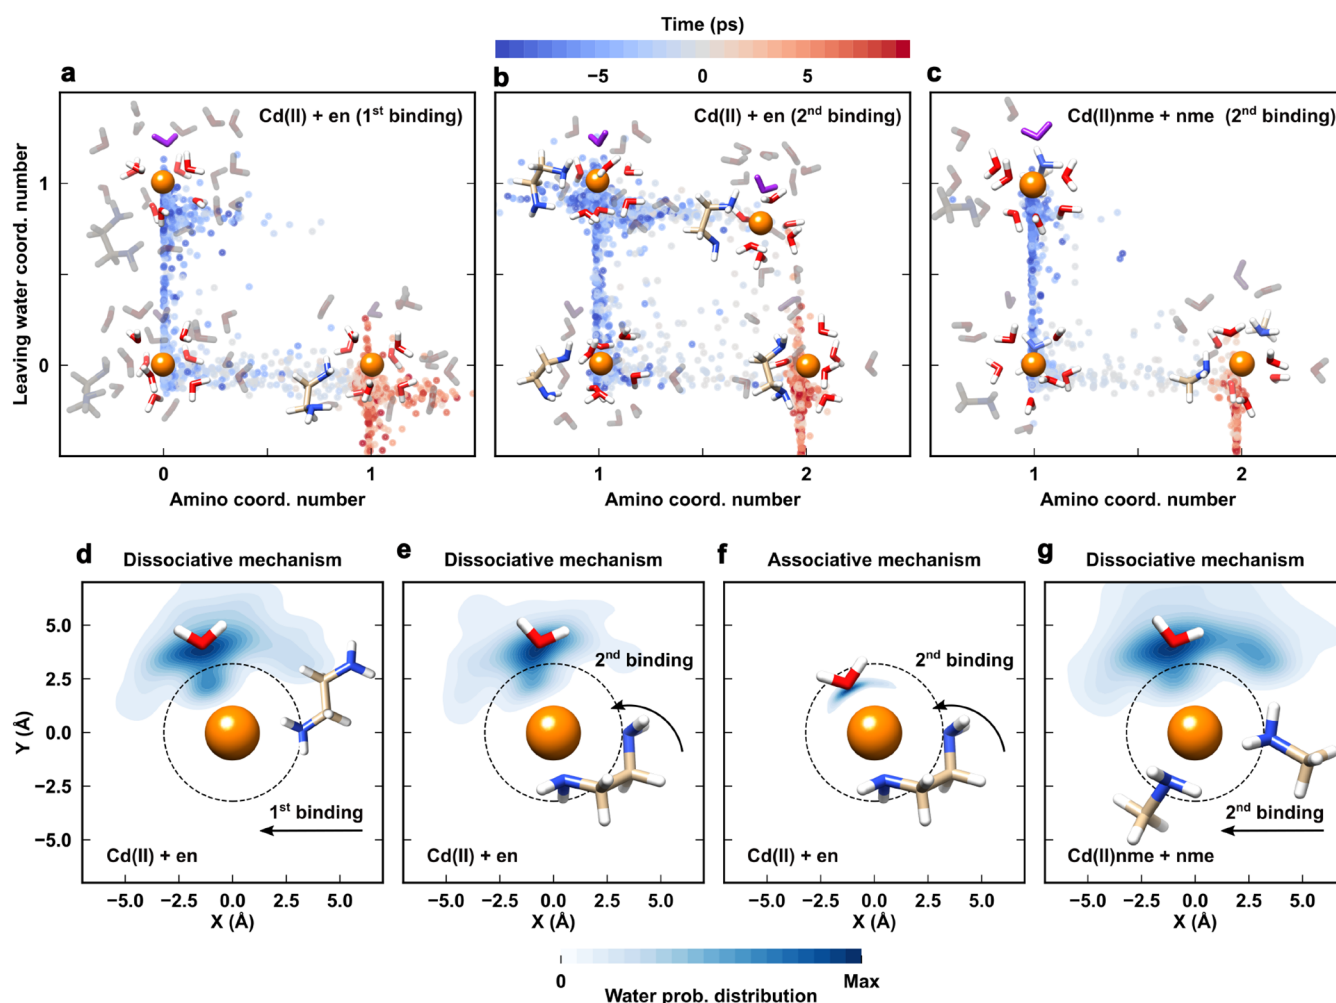 Time (ps)
−5 0 5
a b c
Cd(II) + en (1st binding)
Cd(II) + en (2nd binding)
Cd(II)nme + nme (2nd binding)
Leaving water coord. number
1
0
0 1
1 2
1 2
Amino coord. number
Amino coord. number
Amino coord. number
d Dissociative mechanism
e Dissociative mechanism
f Associative mechanism
g Dissociative mechanism
Y (Å)
5.0
2.5
0.0
−2.5
−5.0
1st binding
Cd(II) + en
2nd binding
Cd(II) + en
2nd binding
Cd(II) + en
2nd binding
Cd(II)nme + nme
−5.0 −2.5 0.0 2.5 5.0
−5.0 −2.5 0.0 2.5 5.0
−5.0 −2.5 0.0 2.5 5.0
−5.0 −2.5 0.0 2.5 5.0
X (Å)
X (Å)
X (Å)
X (Å)
0 Max
Water prob. distribution